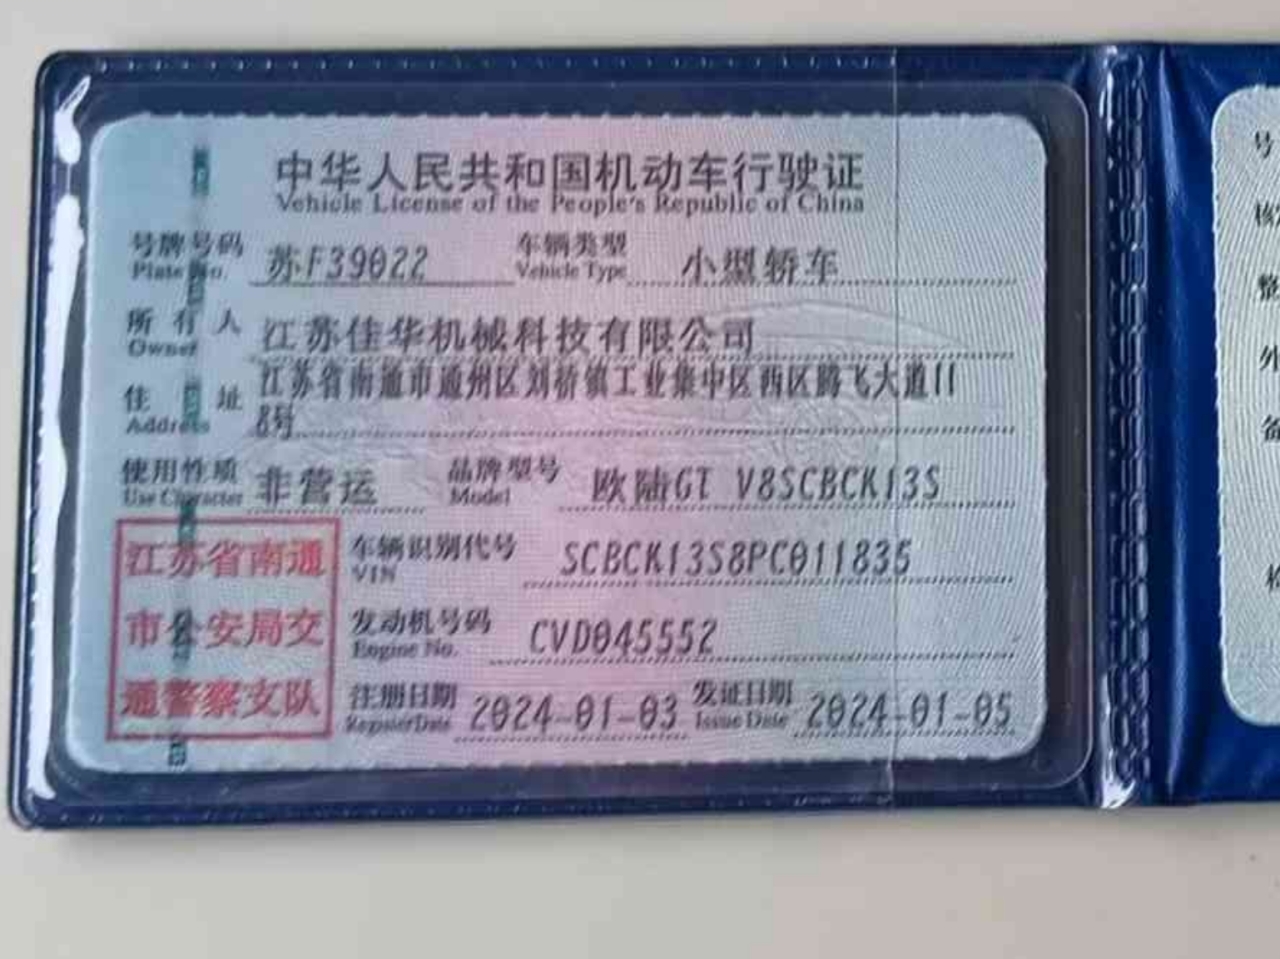 中华人民共和国机动车行驶证
Vehicle License of the People's Republic of China
号牌号码 苏F39022 车辆类型 小型轿车
Plate No. Vehicle Type
所有人 江苏佳华机械科技有限公司
Owner
住址 江苏省南通市通州区刘桥镇工业集中区西区腾飞大道11
Address 8号
使用性质 非营运 品牌型号 欧陆GT V8SCBCK13S
Use Character Model
江苏省南通
市公安局交
通警察支队
车辆识别代号 SCBCK13S8PC011835
VIN
发动机号码 CVD045552
Engine No.
注册日期 2024-01-03 发证日期 2024-01-05
Register Date Issue Date
号
核
整
外
备
检